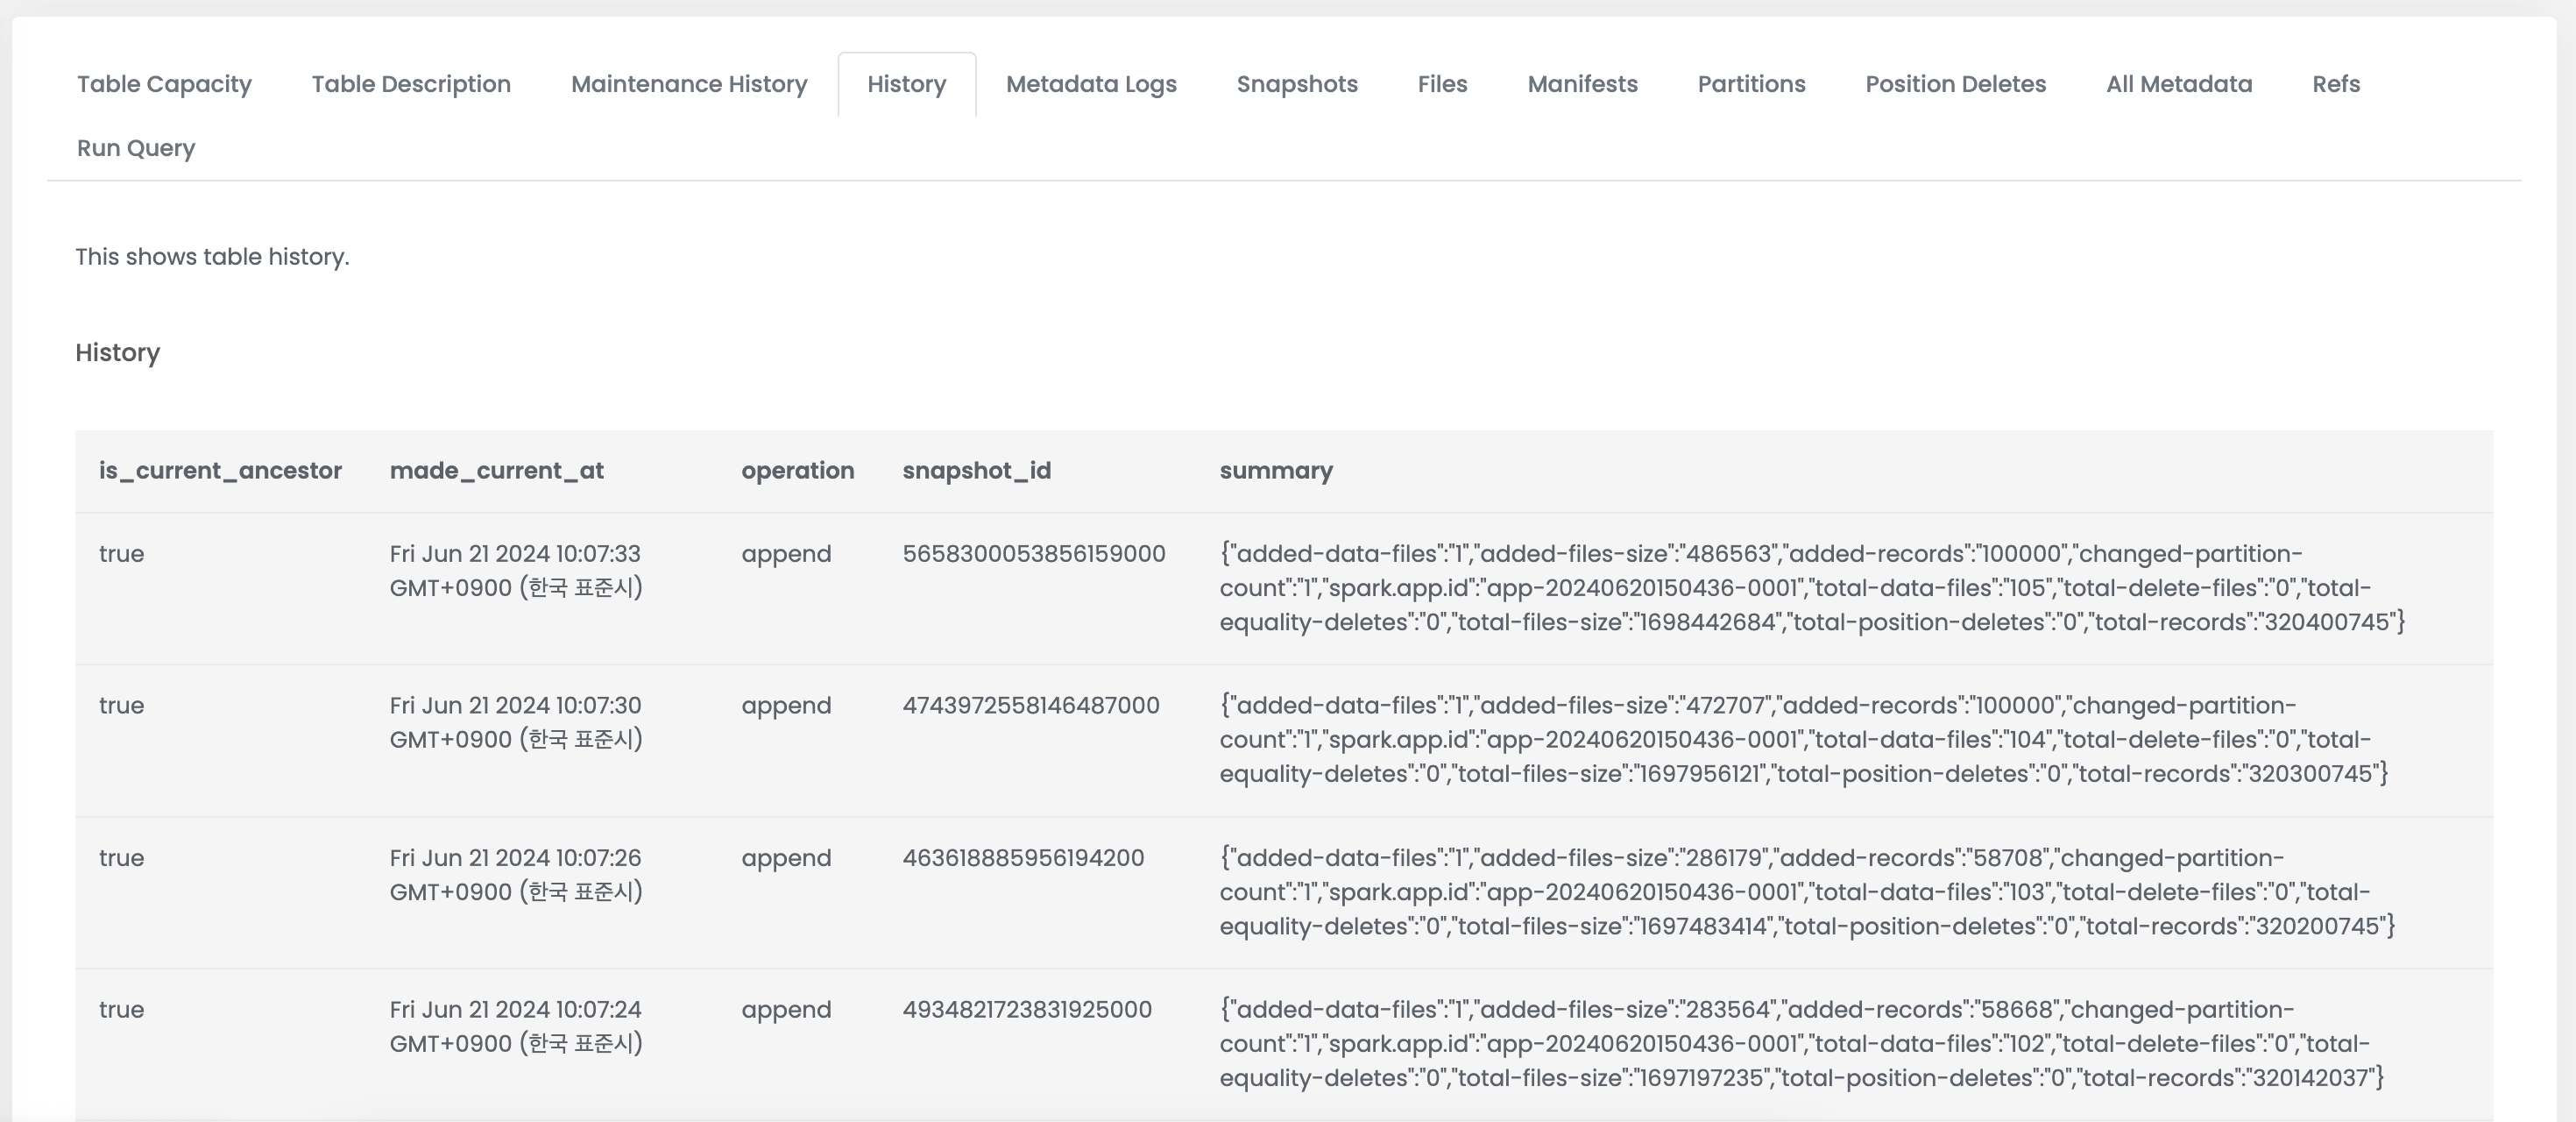 Table Capacity Table Description Maintenance History History Metadata Logs Snapshots Files Manifests Partitions Position Deletes All Metadata Refs
Run Query
This shows table history.
History
is_current_ancestor made_current_at operation snapshot_id summary
true Fri Jun 21 2024 10:07:33 append 5658300053856159000 {"added-data-files":"1","added-files-size":"486563","added-records":"100000","changed-partition-
GMT+0900 (한국 표준시) count":"1","spark.app.id":"app-20240620150436-0001","total-data-files":"105","total-delete-files":"0","total-
equality-deletes":"0","total-files-size":"1698442684","total-position-deletes":"0","total-records":"320400745"}
true Fri Jun 21 2024 10:07:30 append 4743972558146487000 {"added-data-files":"1","added-files-size":"472707","added-records":"100000","changed-partition-
GMT+0900 (한국 표준시) count":"1","spark.app.id":"app-20240620150436-0001","total-data-files":"104","total-delete-files":"0","total-
equality-deletes":"0","total-files-size":"1697956121","total-position-deletes":"0","total-records":"320300745"}
true Fri Jun 21 2024 10:07:26 append 463618885956194200 {"added-data-files":"1","added-files-size":"286179","added-records":"58708","changed-partition-
GMT+0900 (한국 표준시) count":"1","spark.app.id":"app-20240620150436-0001","total-data-files":"103","total-delete-files":"0","total-
equality-deletes":"0","total-files-size":"1697483414","total-position-deletes":"0","total-records":"320200745"}
true Fri Jun 21 2024 10:07:24 append 4934821723831925000 {"added-data-files":"1","added-files-size":"283564","added-records":"58668","changed-partition-
GMT+0900 (한국 표준시) count":"1","spark.app.id":"app-20240620150436-0001","total-data-files":"102","total-delete-files":"0","total-
equality-deletes":"0","total-files-size":"1697197235","total-position-deletes":"0","total-records":"320142037"}